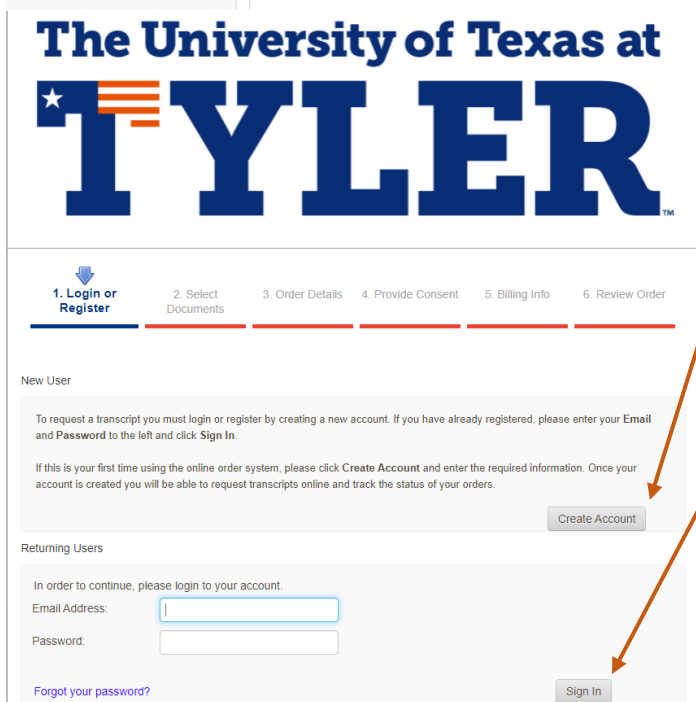 The University of Texas at
TYLER
TM
1. Login or
Register
2. Select
Documents
3. Order Details
4. Provide Consent
5. Billing Info
6. Review Order
New User
To request a transcript you must login or register by creating a new account. If you have already registered, please enter your Email
and Password to the left and click Sign In.
If this is your first time using the online order system, please click Create Account and enter the required information. Once your
account is created you will be able to request transcripts online and track the status of your orders.
Create Account
Returning Users
In order to continue, please login to your account.
Email Address:
Password:
Forgot your password?
Sign In